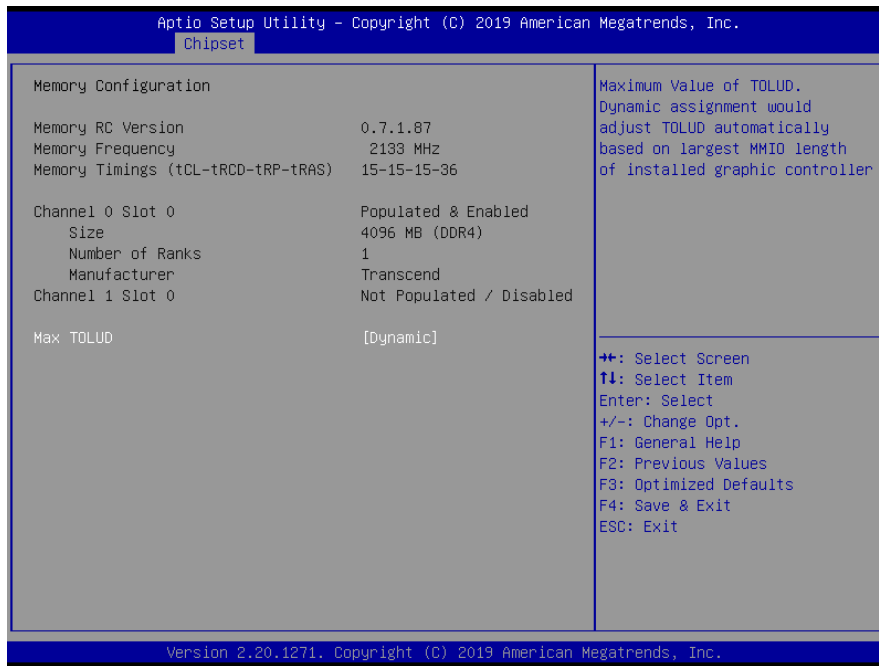 Aptio Setup Utility – Copyright (C) 2019 American Megatrends, Inc.
Chipset
Memory Configuration
Memory RC Version 0.7.1.87
Memory Frequency 2133 MHz
Memory Timings (tCL-tRCD-tRP-tRAS) 15-15-15-36
Channel 0 Slot 0 Populated & Enabled
Size 4096 MB (DDR4)
Number of Ranks 1
Manufacturer Transcend
Channel 1 Slot 0 Not Populated / Disabled
Max TOLUD [Dynamic]
Maximum Value of TOLUD.
Dynamic assignment would
adjust TOLUD automatically
based on largest MMIO length
of installed graphic controller
→←: Select Screen
↑↓: Select Item
Enter: Select
+/-: Change Opt.
F1: General Help
F2: Previous Values
F3: Optimized Defaults
F4: Save & Exit
ESC: Exit
Version 2.20.1271. Copyright (C) 2019 American Megatrends, Inc.